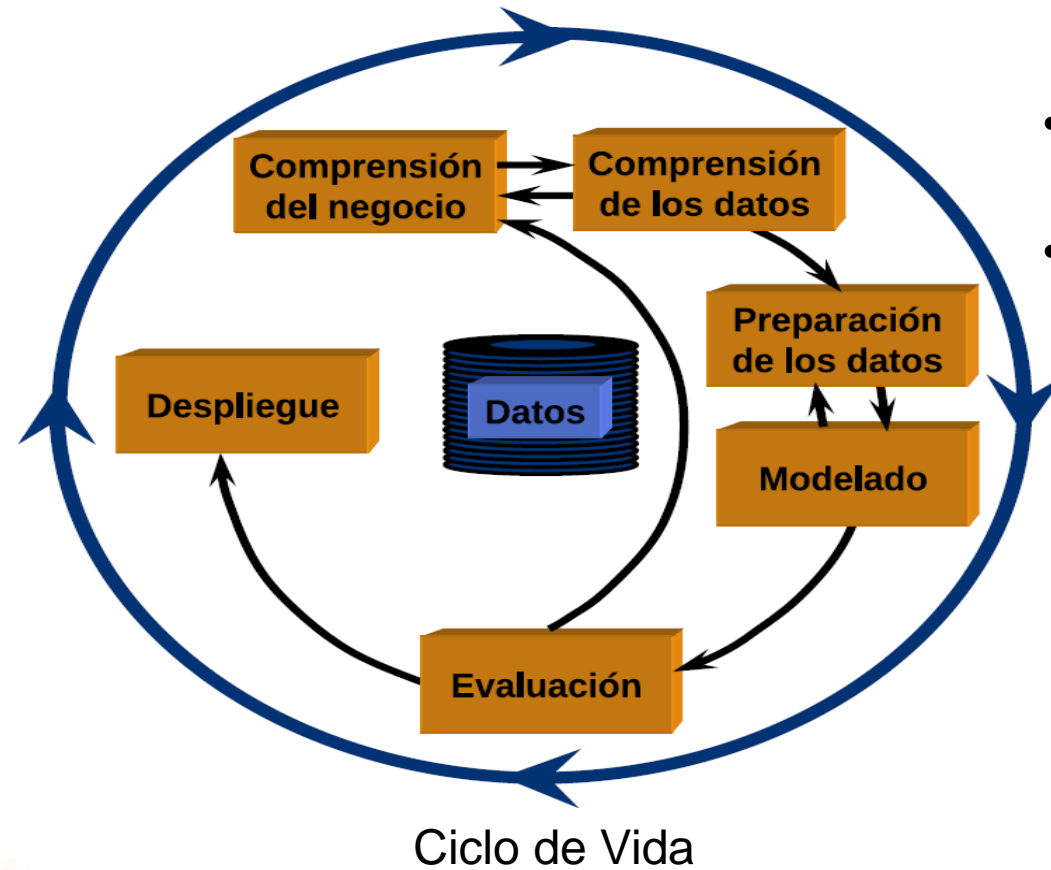 Comprensión
del negocio
Comprensión
de los datos
Preparación
de los datos
Despliegue
Datos
Modelado
Evaluación
Ciclo de Vida